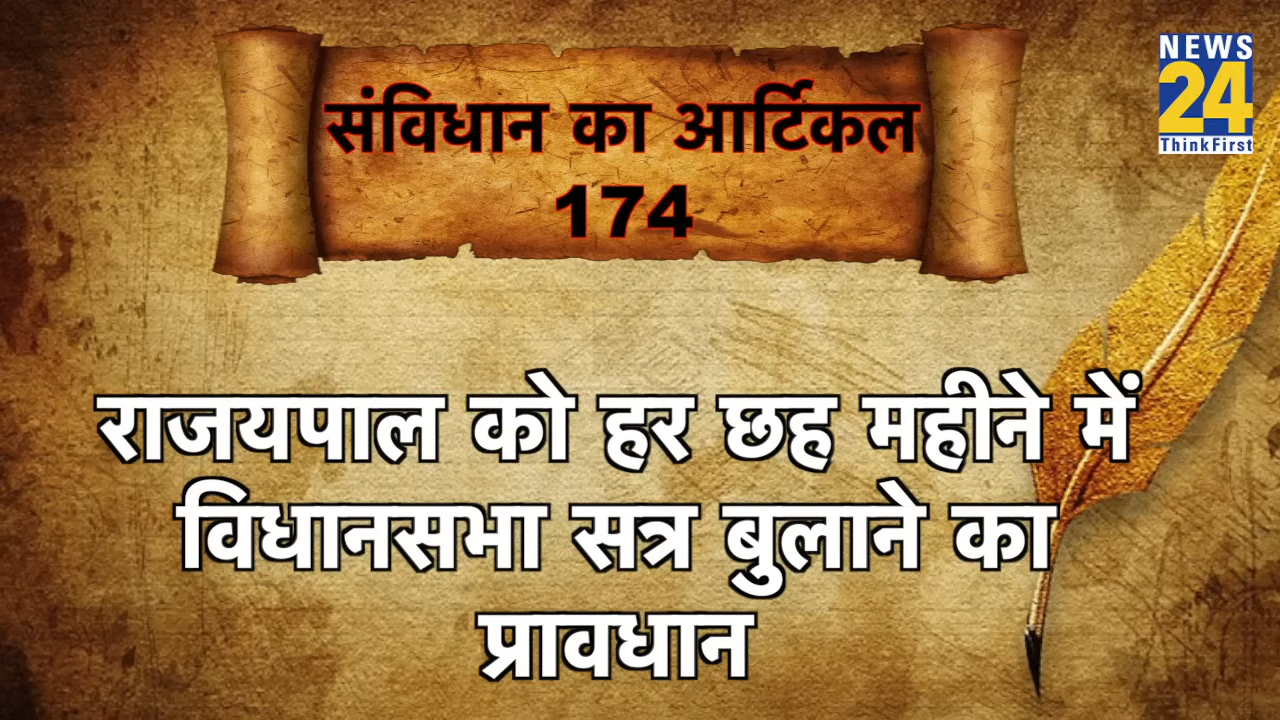 NEWS
24
ThinkFirst
संविधान का आर्टिकल
174
राजयपाल को हर छह महीने में
विधानसभा सत्र बुलाने का
प्रावधान